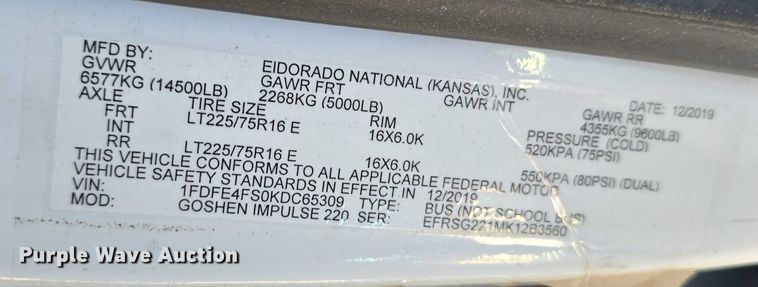 MFD BY: EIDORADO NATIONAL (KANSAS), INC. DATE: 12/2019
GVWR GAWR FRT GAWR INT GAWR RR
6577KG (14500LB) 2268KG (5000LB) 4355KG (9600LB)
AXLE TIRE SIZE RIM PRESSURE (COLD)
FRT LT225/75R16 E 16X6.0K 520KPA (75PSI)
INT
RR LT225/75R16 E 16X6.0K 550KPA (80PSI) (DUAL)
THIS VEHICLE CONFORMS TO ALL APPLICABLE FEDERAL MOTOR
VEHICLE SAFETY STANDARDS IN EFFECT IN 12/2019
VIN: 1FDFE4FS0KDC65309 TYPE: BUS (NOT SCHOOL BUS)
MOD: GOSHEN IMPULSE 220 SER: EFRSG221MK12B3560
Purple Wave Auction